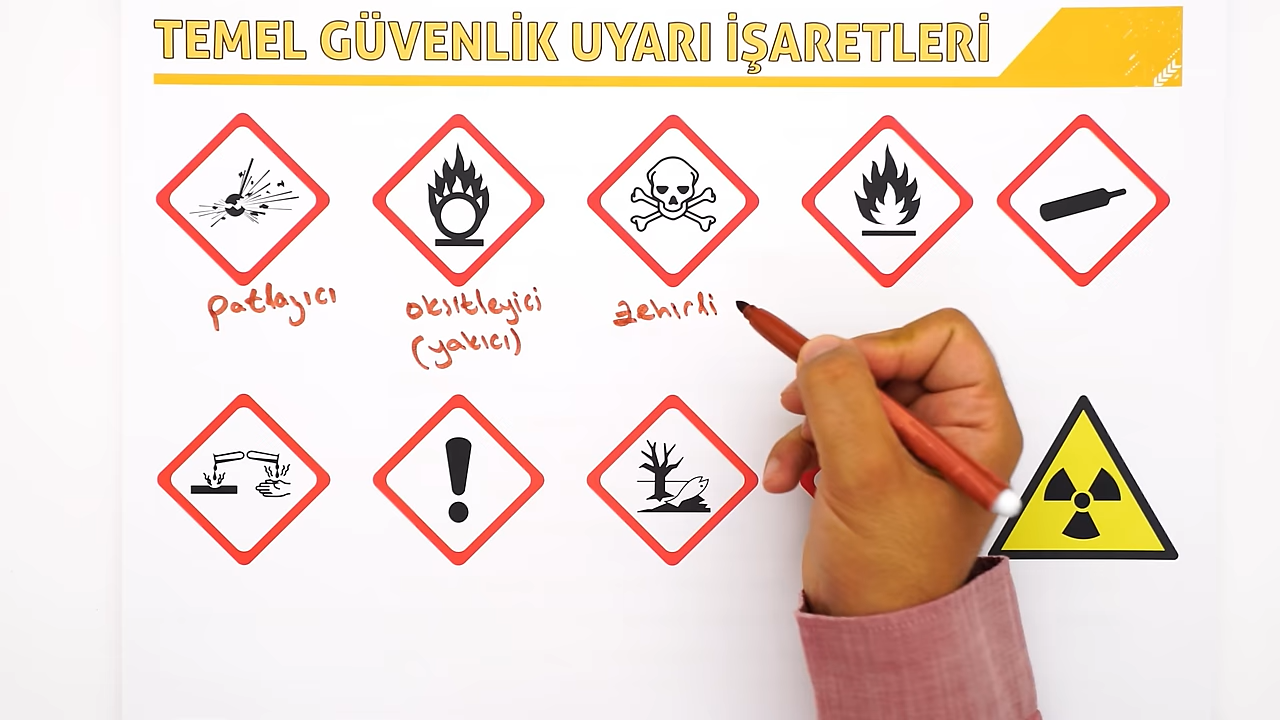 TEMEL GÜVENLİK UYARI İŞARETLERİ
patlayıcı
oksitleyici
(yakıcı)
zehirli